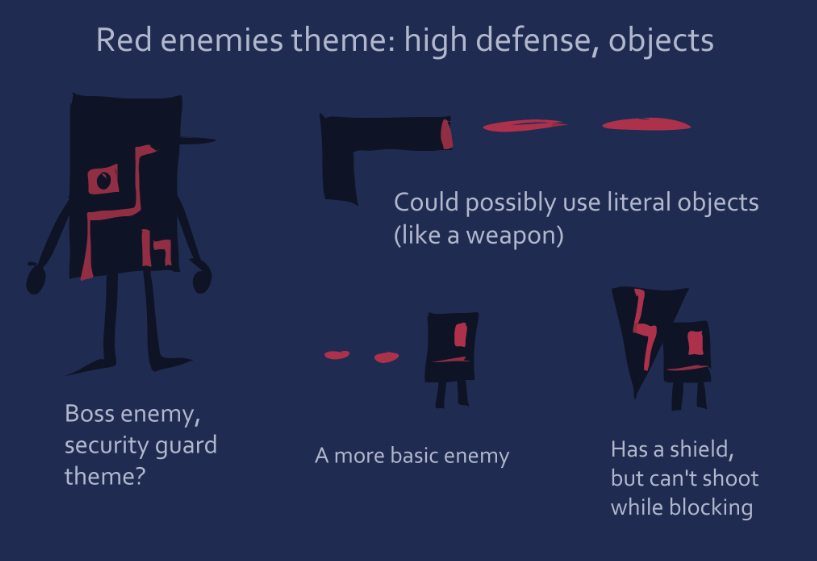 Red enemies theme: high defense, objects
Could possibly use literal objects
(like a weapon)
Boss enemy,
security guard
theme?
A more basic enemy
Has a shield,
but can't shoot
while blocking